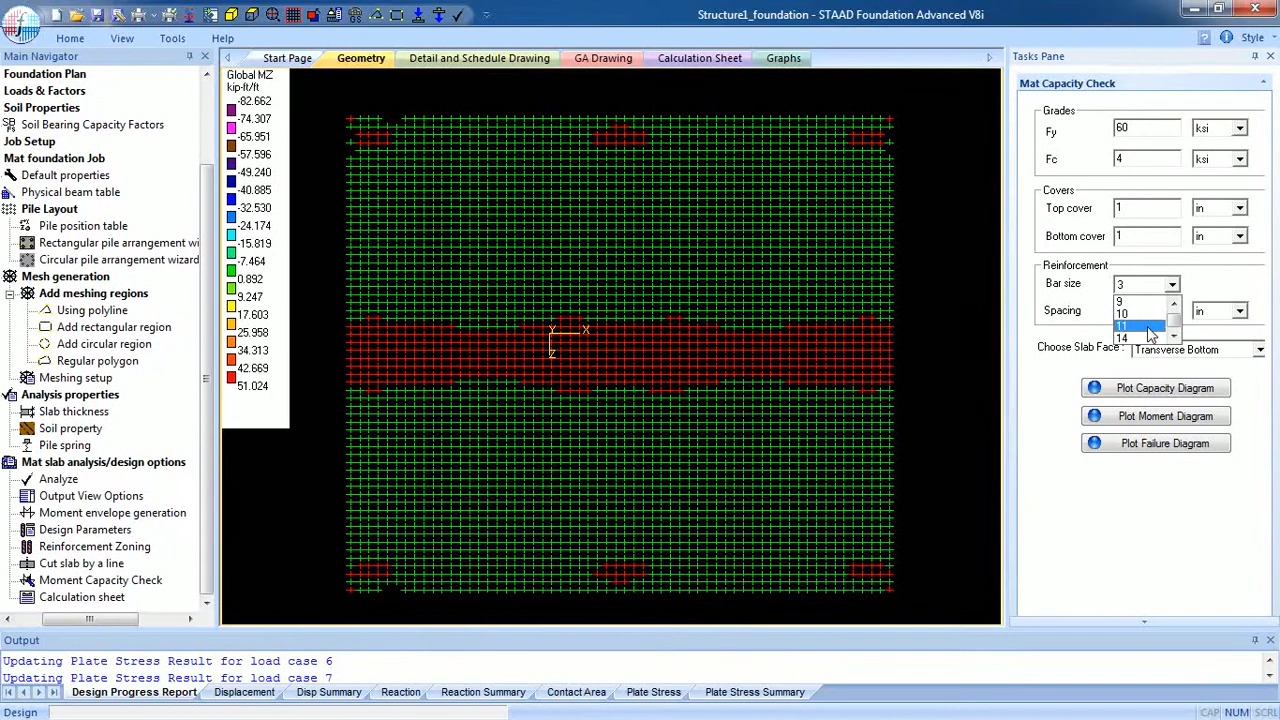 Structure1_foundation - STAAD Foundation Advanced V8i
Home View Tools Help Style
Main Navigator
Start Page Geometry Detail and Schedule Drawing GA Drawing Calculation Sheet Graphs
Tasks Pane
Foundation Plan
Loads & Factors
Soil Properties
Soil Bearing Capacity Factors
Job Setup
Mat foundation Job
Default properties
Physical beam table
Pile Layout
Pile position table
Rectangular pile arrangement wi
Circular pile arrangement wizard
Mesh generation
Add meshing regions
Using polyline
Add rectangular region
Add circular region
Regular polygon
Meshing setup
Analysis properties
Slab thickness
Soil property
Pile spring
Mat slab analysis/design options
Analyze
Output View Options
Moment envelope generation
Design Parameters
Reinforcement Zoning
Cut slab by a line
Moment Capacity Check
Calculation sheet
Global MZ
kip-ft/ft
-82.662
-74.307
-65.951
-57.596
-49.240
-40.885
-32.530
-24.174
-15.819
-7.464
0.892
9.247
17.603
25.958
34.313
42.669
51.024
Y X
Z
Mat Capacity Check
Grades
Fy 60 ksi
Fc 4 ksi
Covers
Top cover 1 in
Bottom cover 1 in
Reinforcement
Bar size 3
9
10
11
14
Spacing in
Choose Slab Face : Transverse Bottom
Plot Capacity Diagram
Plot Moment Diagram
Plot Failure Diagram
Output
Updating Plate Stress Result for load case 6
Updating Plate Stress Result for load case 7
Design Progress Report Displacement Disp Summary Reaction Reaction Summary Contact Area Plate Stress Plate Stress Summary
Design CAP NUM SCRL